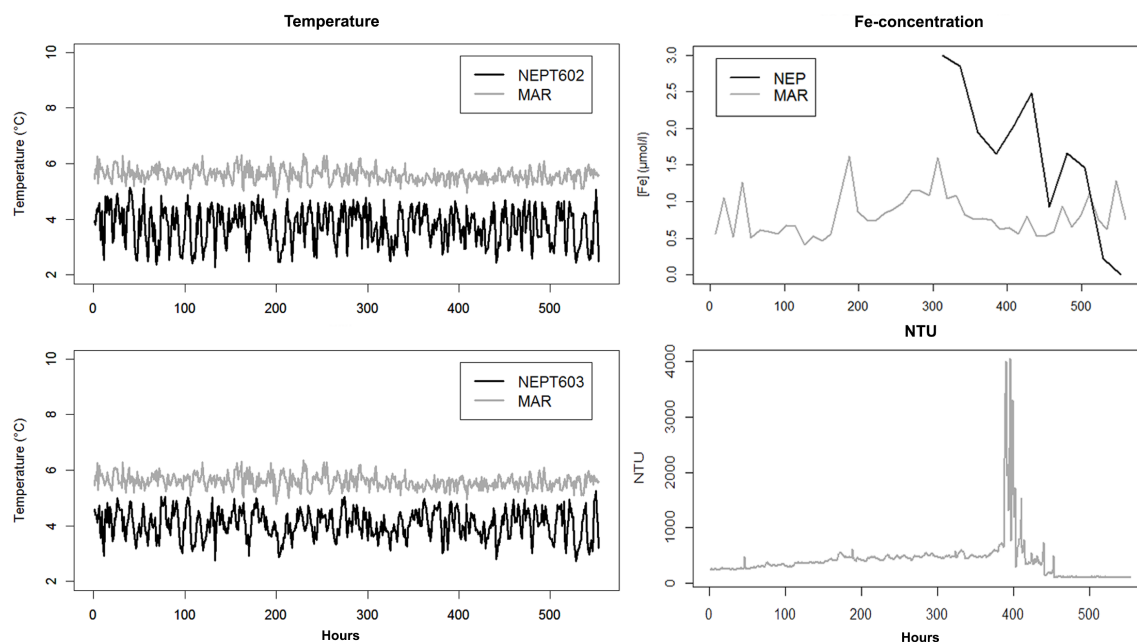 Temperature
Temperature (°C)
10
8
6
4
2
NEPT602
MAR
0 100 200 300 400 500
Temperature (°C)
10
8
6
4
2
NEPT603
MAR
0 100 200 300 400 500
Hours
Fe-concentration
[Fe] (µmol/l)
3.0
2.5
2.0
1.5
1.0
0.5
0.0
NEP
MAR
0 100 200 300 400 500
NTU
NTU
4000
3000
2000
1000
0
0 100 200 300 400 500
Hours